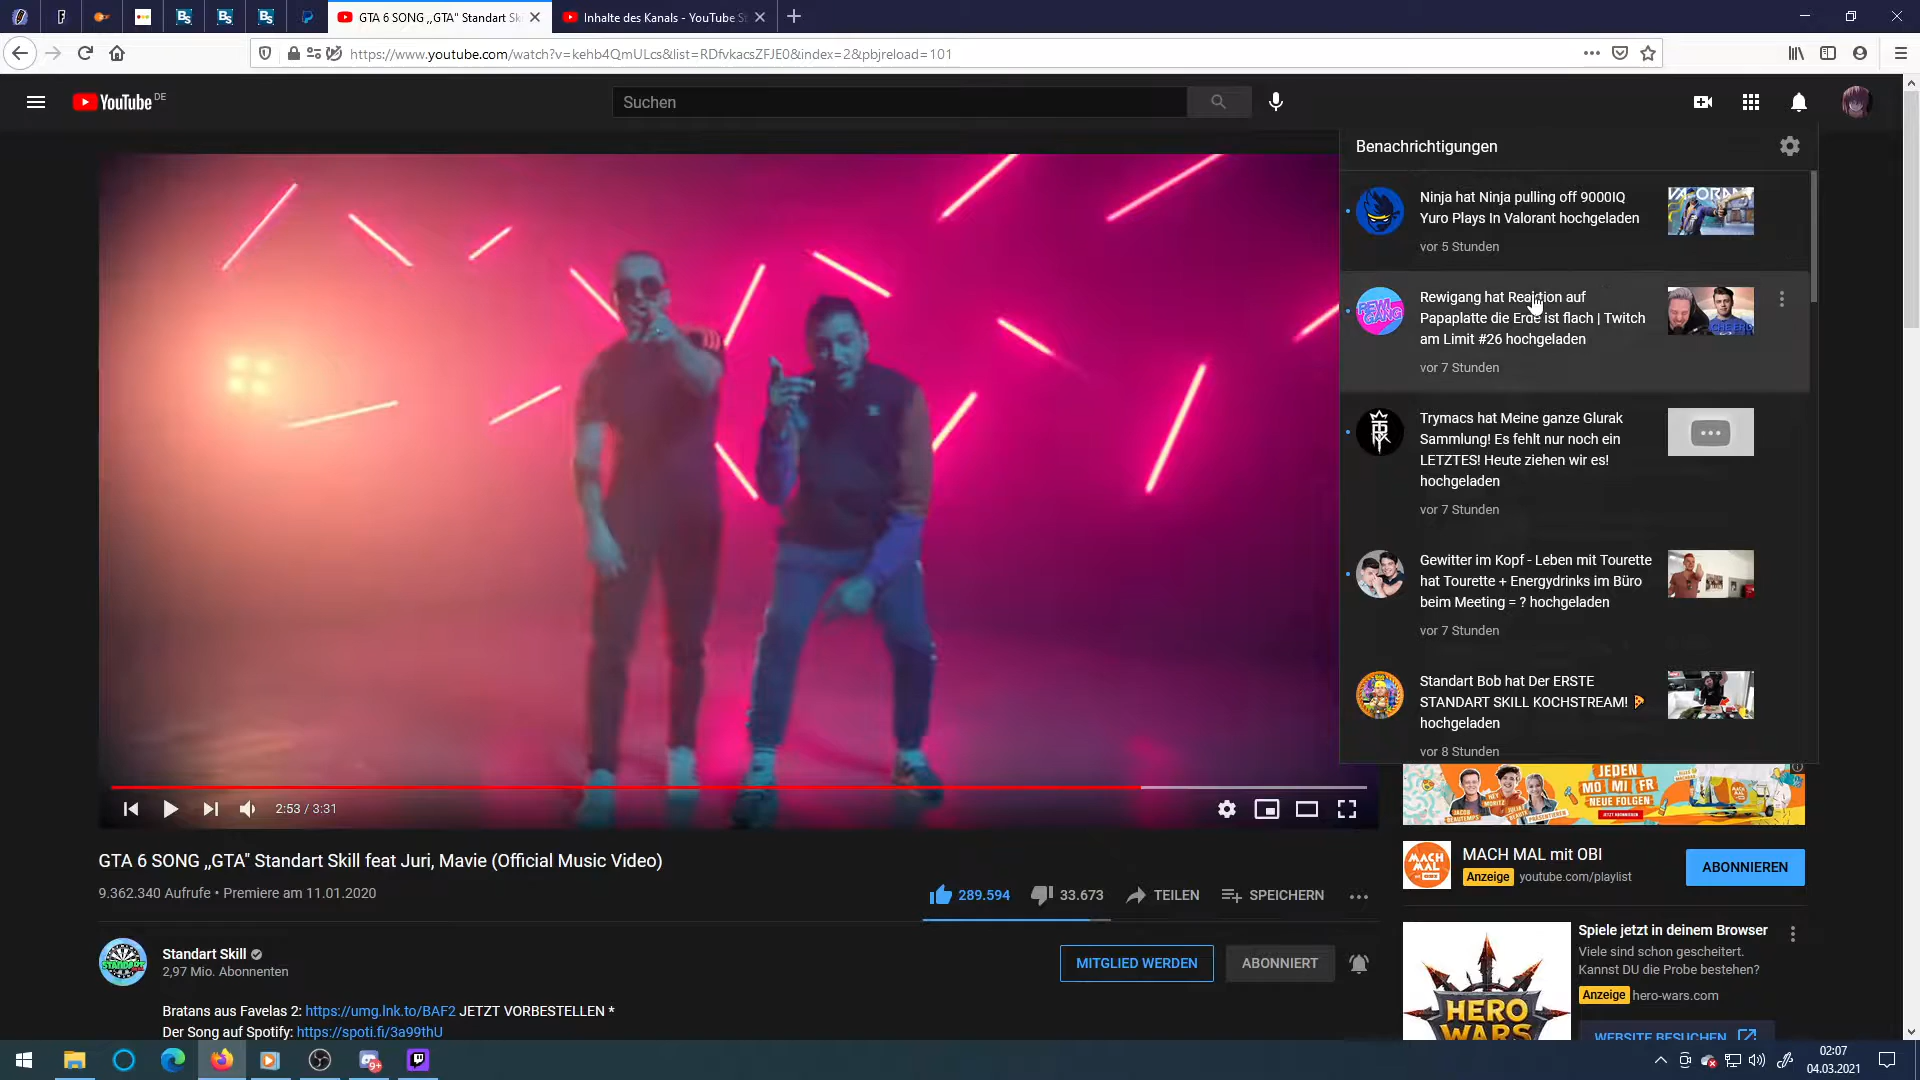 GTA 6 SONG ,,GTA" Standart Sk
Inhalte des Kanals - YouTube S
https://www.youtube.com/watch?v=kehb4QmULcs&list=RDfvkacsZFJE0&index=2&pbjreload=101
YouTube DE
Suchen
Benachrichtigungen
Ninja hat Ninja pulling off 9000IQ
Yuro Plays In Valorant hochgeladen
vor 5 Stunden
Rewigang hat Reaktion auf
Papaplatte die Erde ist flach | Twitch
am Limit #26 hochgeladen
vor 7 Stunden
Trymacs hat Meine ganze Glurak
Sammlung! Es fehlt nur noch ein
LETZTES! Heute ziehen wir es!
hochgeladen
vor 7 Stunden
Gewitter im Kopf - Leben mit Tourette
hat Tourette + Energydrinks im Büro
beim Meeting = ? hochgeladen
vor 7 Stunden
Standart Bob hat Der ERSTE
STANDART SKILL KOCHSTREAM! 🍕
hochgeladen
vor 8 Stunden
2:53 / 3:31
GTA 6 SONG ,,GTA" Standart Skill feat Juri, Mavie (Official Music Video)
9.362.340 Aufrufe • Premiere am 11.01.2020
289.594
33.673
TEILEN
SPEICHERN
Standart Skill
2,97 Mio. Abonnenten
MITGLIED WERDEN
ABONNIERT
Bratans aus Favelas 2: https://umg.lnk.to/BAF2 JETZT VORBESTELLEN *
Der Song auf Spotify: https://spoti.fi/3a99thU
JEDEN
MO MI FR
NEUE FOLGEN
MACH MAL mit OBI
Anzeige youtube.com/playlist
ABONNIEREN
Spiele jetzt in deinem Browser
Viele sind schon gescheitert.
Kannst DU die Probe bestehen?
Anzeige hero-wars.com
WEBSITE BESUCHEN
HERO
WARS
02:07
04.03.2021